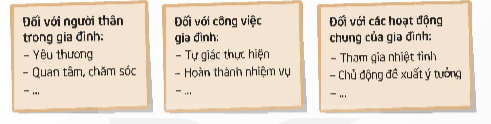 Đối với người thân
trong gia đình:
- Yêu thương
- Quan tâm, chăm sóc
- ...
Đối với công việc
gia đình:
- Tự giác thực hiện
- Hoàn thành nhiệm vụ
- ...
Đối với các hoạt động
chung của gia đình:
- Tham gia nhiệt tình
- Chủ động đề xuất ý tưởng
- ...